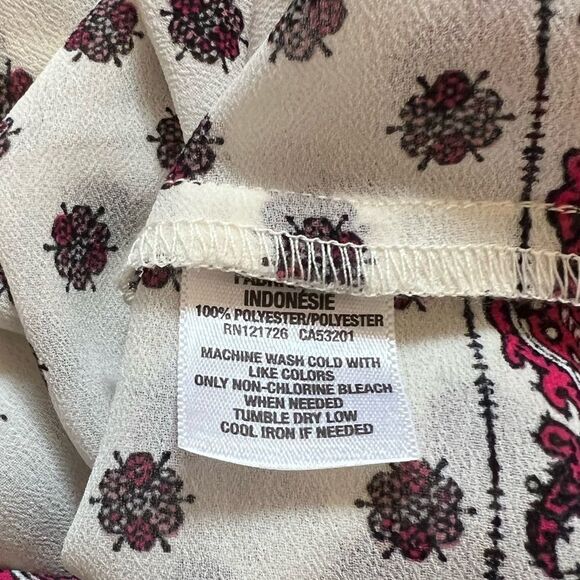 INDONÉSIE
100% POLYESTER/POLYESTER
RN121726 CA53201
MACHINE WASH COLD WITH
LIKE COLORS
ONLY NON-CHLORINE BLEACH
WHEN NEEDED
TUMBLE DRY LOW
COOL IRON IF NEEDED